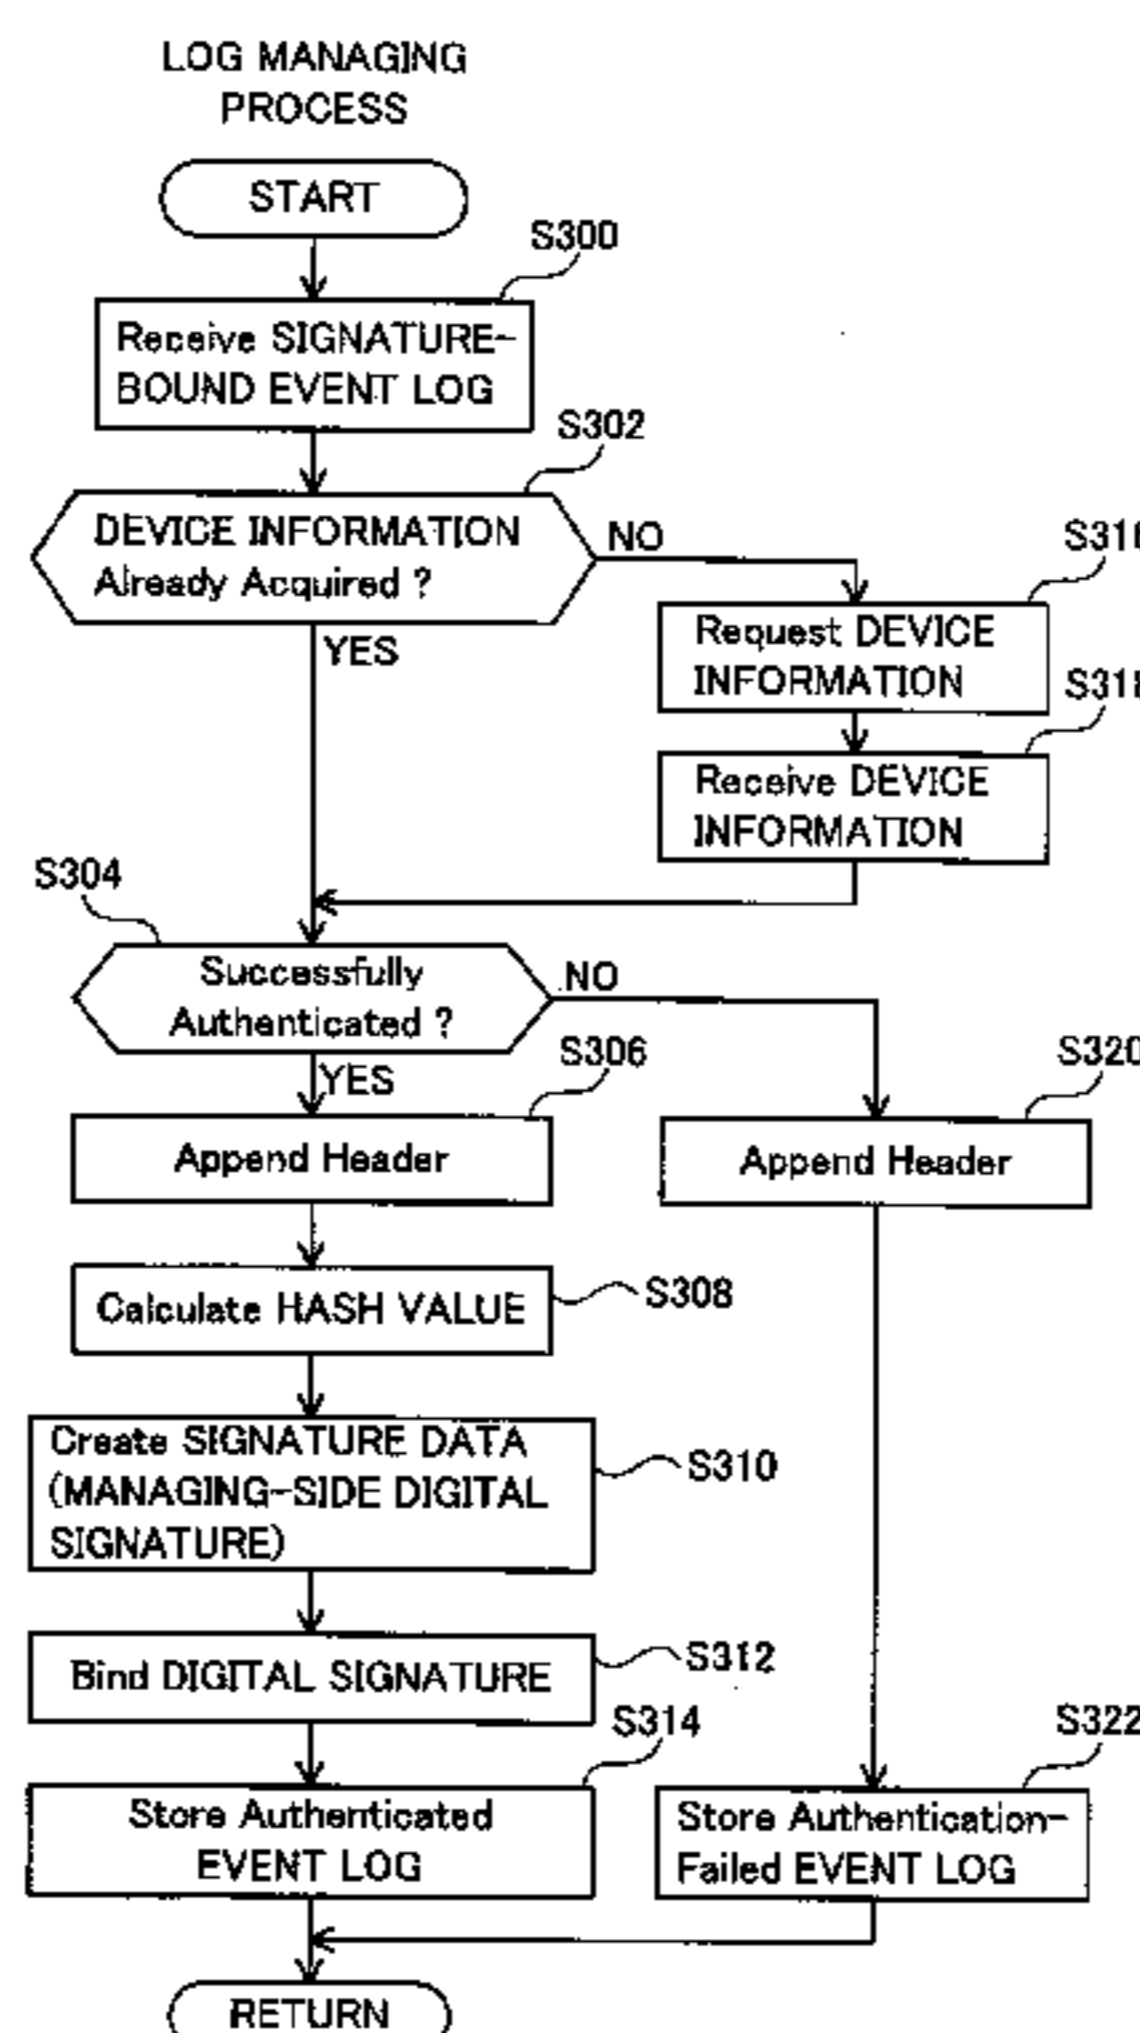 LOG MANAGING
PROCESS
START
S300
Receive SIGNATURE-
BOUND EVENT LOG
S302
DEVICE INFORMATION
Already Acquired ?
NO
YES
Request DEVICE
INFORMATION
Receive DEVICE
INFORMATION
S304
Successfully
Authenticated ?
NO
YES
S306
Append Header
S320
Append Header
Calculate HASH VALUE
S308
Create SIGNATURE DATA
(MANAGING-SIDE DIGITAL
SIGNATURE)
S310
Bind DIGITAL SIGNATURE
S312
S314
Store Authenticated
EVENT LOG
S322
Store Authentication-
Failed EVENT LOG
RETURN